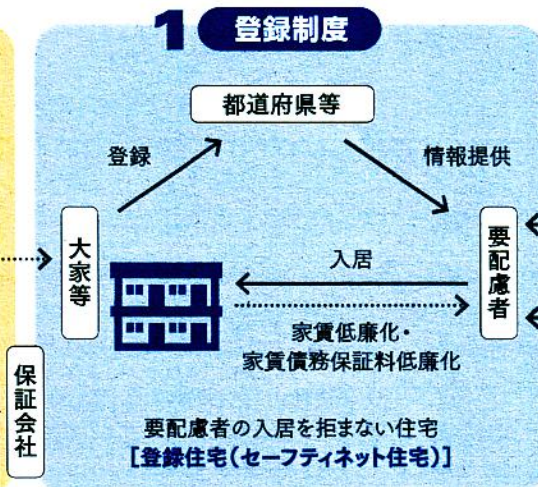 1 登録制度
都道府県等
登録
情報提供
大家等
入居
要配慮者
家賃低廉化・
家賃債務保証料低廉化
保証会社
要配慮者の入居を拒まない住宅
[登録住宅(セーフティネット住宅)]